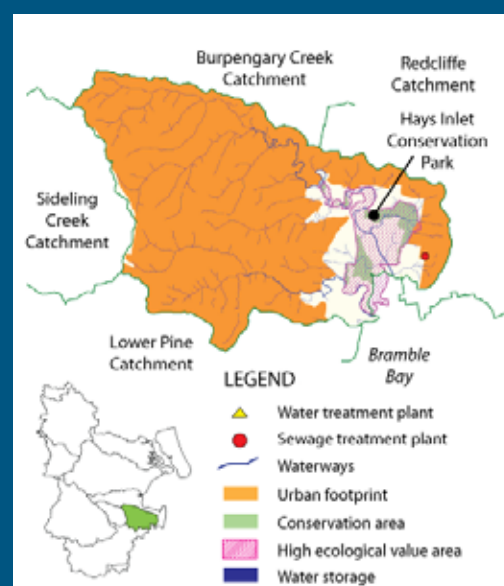 Burpengary Creek
Catchment
Redcliffe
Catchment
Hays Inlet
Conservation
Park
Sideling
Creek
Catchment
Lower Pine
Catchment
Bramble
Bay
LEGEND
Water treatment plant
Sewage treatment plant
Waterways
Urban footprint
Conservation area
High ecological value area
Water storage